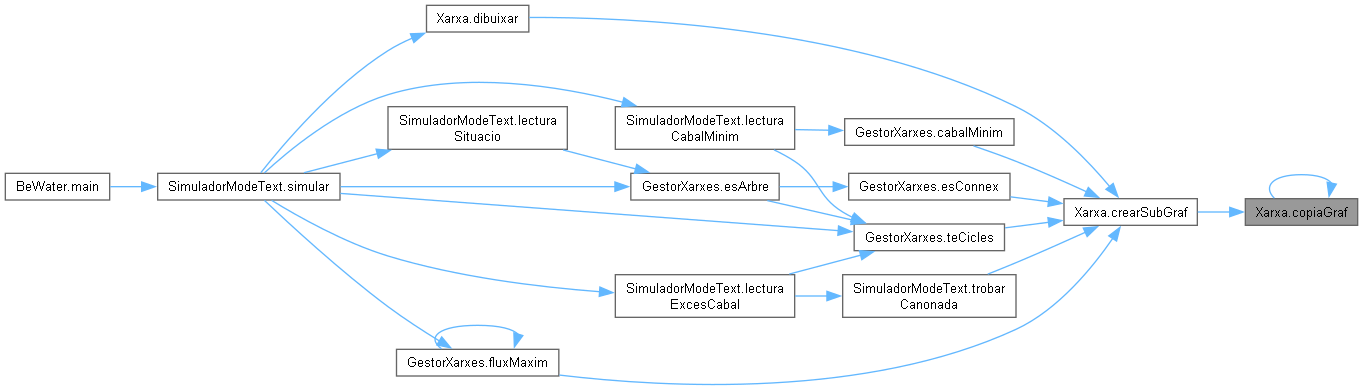 Xarxa.dibuixar
SimuladorModeText.lectura
Situacio
SimuladorModeText.lectura
CabalMinim
GestorXarxes.cabalMinim
BeWater.main
SimuladorModeText.simular
GestorXarxes.esArbre
GestorXarxes.esConnex
Xarxa.crearSubGraf
Xarxa.copiaGraf
GestorXarxes.teCicles
SimuladorModeText.lectura
ExcesCabal
SimuladorModeText.trobar
Canonada
GestorXarxes.fluxMaxim